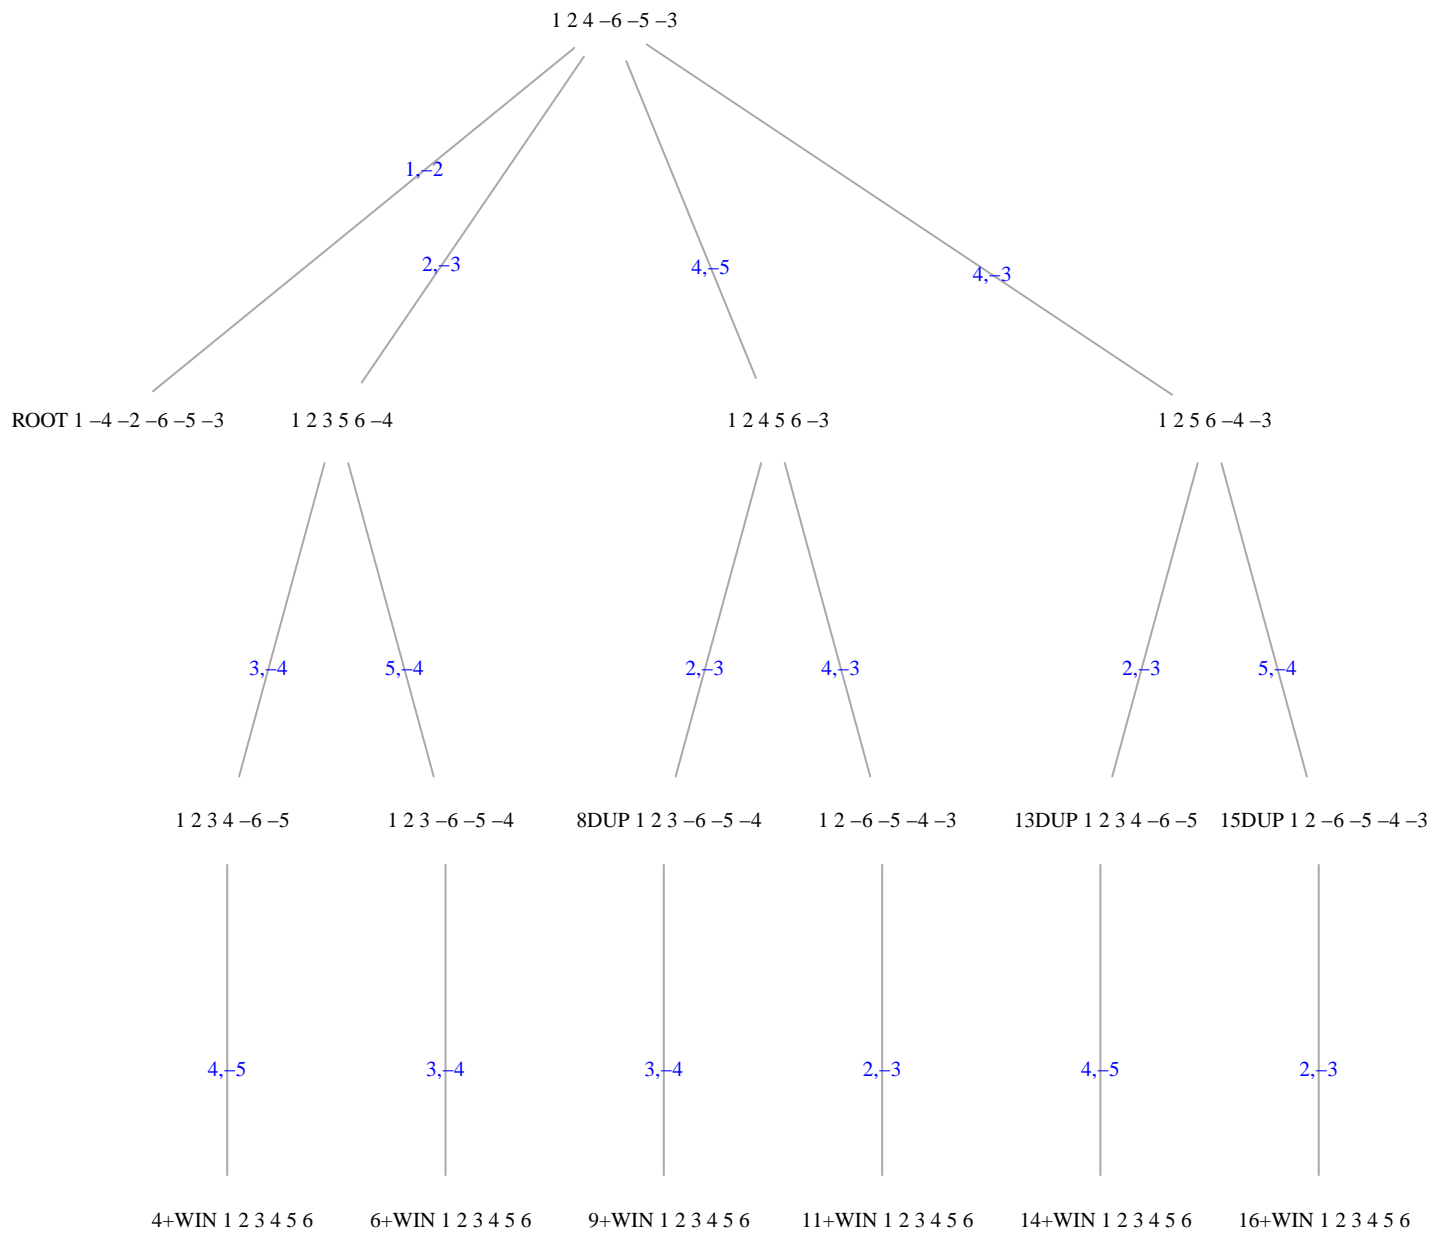 1 2 4 –6 –5 –3
1,–2
2,–3
4,–5
4,–3
ROOT 1 –4 –2 –6 –5 –3
1 2 3 5 6 –4
1 2 4 5 6 –3
1 2 5 6 –4 –3
3,–4
5,–4
2,–3
4,–3
2,–3
5,–4
1 2 3 4 –6 –5
1 2 3 –6 –5 –4
8DUP 1 2 3 –6 –5 –4
1 2 –6 –5 –4 –3
13DUP 1 2 3 4 –6 –5
15DUP 1 2 –6 –5 –4 –3
4,–5
3,–4
3,–4
2,–3
4,–5
2,–3
4+WIN 1 2 3 4 5 6
6+WIN 1 2 3 4 5 6
9+WIN 1 2 3 4 5 6
11+WIN 1 2 3 4 5 6
14+WIN 1 2 3 4 5 6
16+WIN 1 2 3 4 5 6